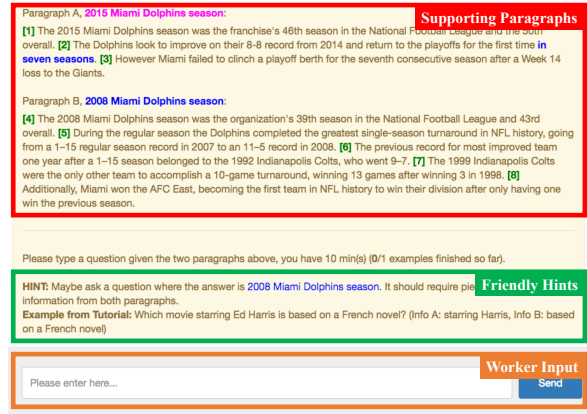 Paragraph A, 2015 Miami Dolphins season:
Supporting Paragraphs
[1] The 2015 Miami Dolphins season was the franchise's 46th season in the National Football League and the 50th
overall. [2] The Dolphins look to improve on their 8-8 record from 2014 and return to the playoffs for the first time in
seven seasons. [3] However Miami failed to clinch a playoff berth for the seventh consecutive season after a Week 14
loss to the Giants.
Paragraph B, 2008 Miami Dolphins season:
[4] The 2008 Miami Dolphins season was the organization's 39th season in the National Football League and 43rd
overall. [5] During the regular season the Dolphins completed the greatest single-season turnaround in NFL history, going
from a 1–15 regular season record in 2007 to an 11–5 record in 2008. [6] The previous record for most improved team
one year after a 1–15 season belonged to the 1992 Indianapolis Colts, who went 9–7. [7] The 1999 Indianapolis Colts
were the only other team to accomplish a 10-game turnaround, winning 13 games after winning 3 in 1998. [8]
Additionally, Miami won the AFC East, becoming the first team in NFL history to win their division after only having one
win the previous season.
Please type a question given the two paragraphs above, you have 10 min(s) (0/1 examples finished so far).
HINT: Maybe ask a question where the answer is 2008 Miami Dolphins season. It should require
Friendly Hints
information from both paragraphs.
Example from Tutorial: Which movie starring Ed Harris is based on a French novel? (Info A: starring Harris, Info B: based
on a French novel)
Worker Input
Please enter here...
Send